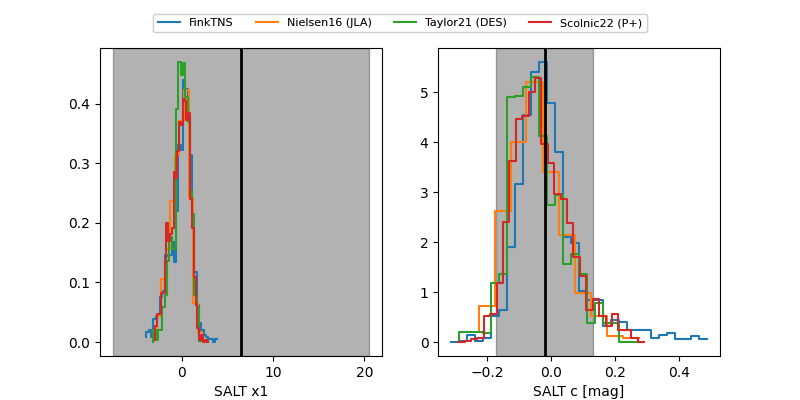 FinkTNS Nielsen16 (JLA) Taylor21 (DES) Scolnic22 (P+)
0.4
0.3
0.2
0.1
0.0
0 10 20
SALT x1
5
4
3
2
1
0
−0.2 0.0 0.2 0.4
SALT c [mag]